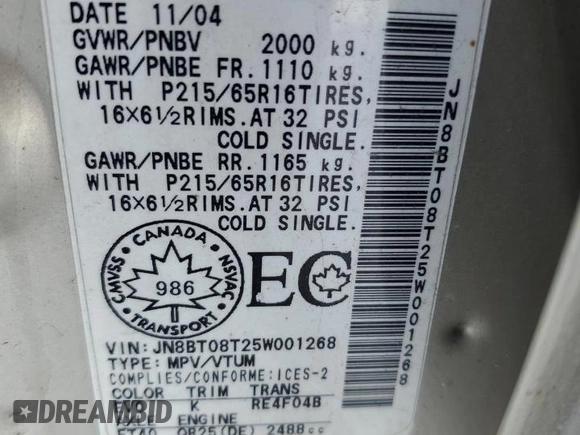 DATE 11/04
GVWR/PNBV 2000 kg.
GAWR/PNBE FR. 1110 kg.
WITH P215/65R16TIRES,
16×6½RIMS. AT 32 PSI
COLD SINGLE.
GAWR/PNBE RR. 1165 kg.
WITH P215/65R16TIRES,
16×6½RIMS. AT 32 PSI
COLD SINGLE.
JN8BT08T25W001268
CANADA
CMVSS
NSVAC
986
TRANSPORT
EC
VIN: JN8BT08T25W001268
TYPE: MPV/VTUM
COMPLIES/CONFORME: ICES-2
COLOR TRIM TRANS
K RE4F04B
ENGINE
QR25(DE) 2488cc
DREAMBID